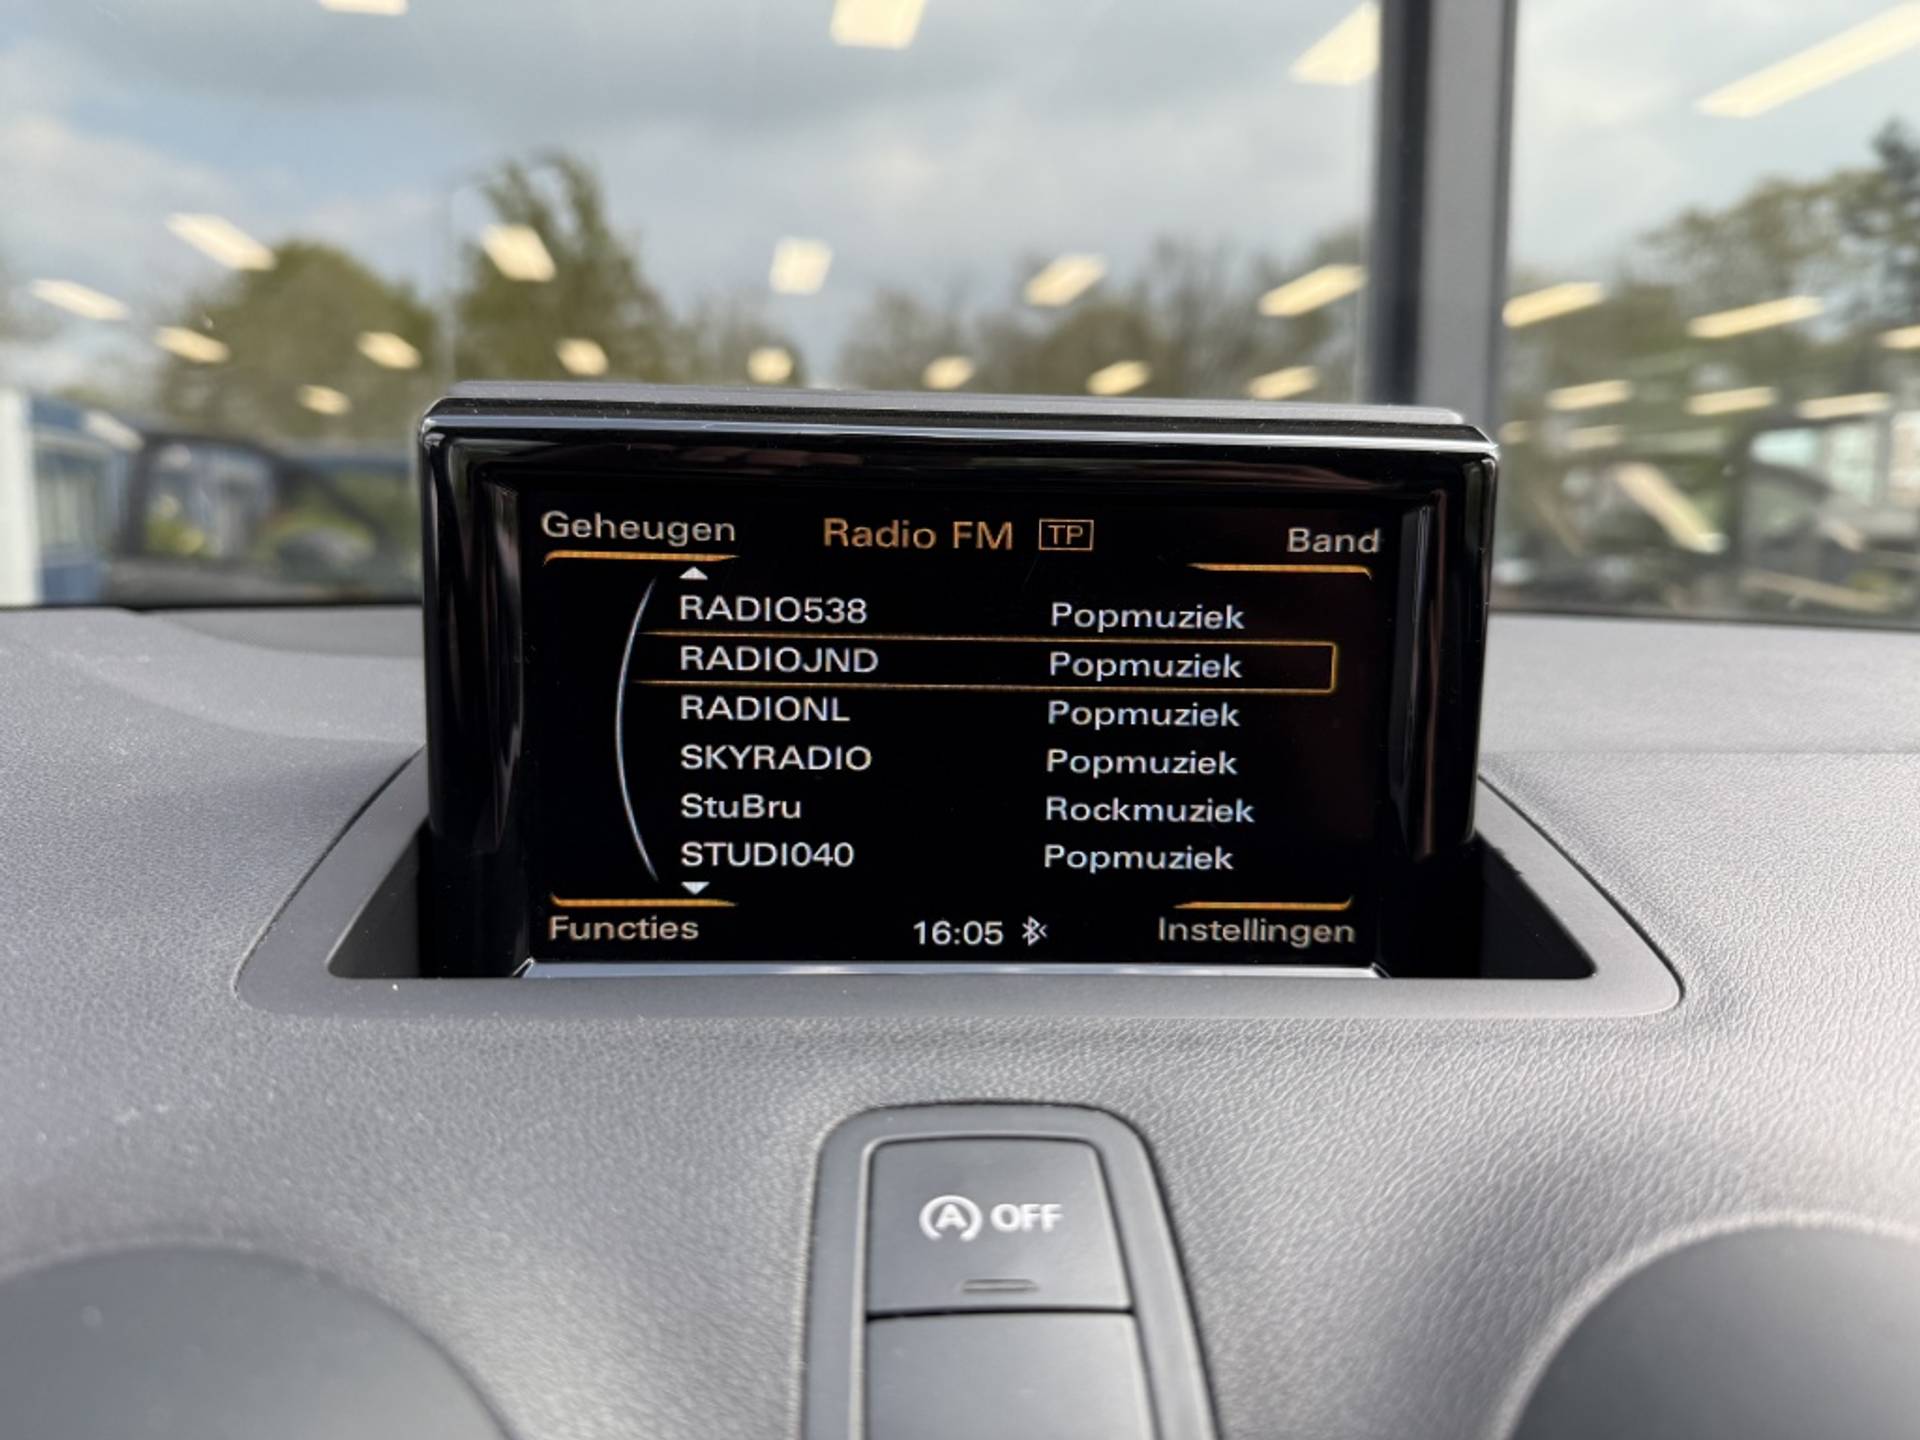 Geheugen Radio FM TP Band
RADIO538 Popmuziek
RADIOJND Popmuziek
RADIONL Popmuziek
SKYRADIO Popmuziek
StuBru Rockmuziek
STUDIO40 Popmuziek
Functies 16:05 Instellingen
A OFF